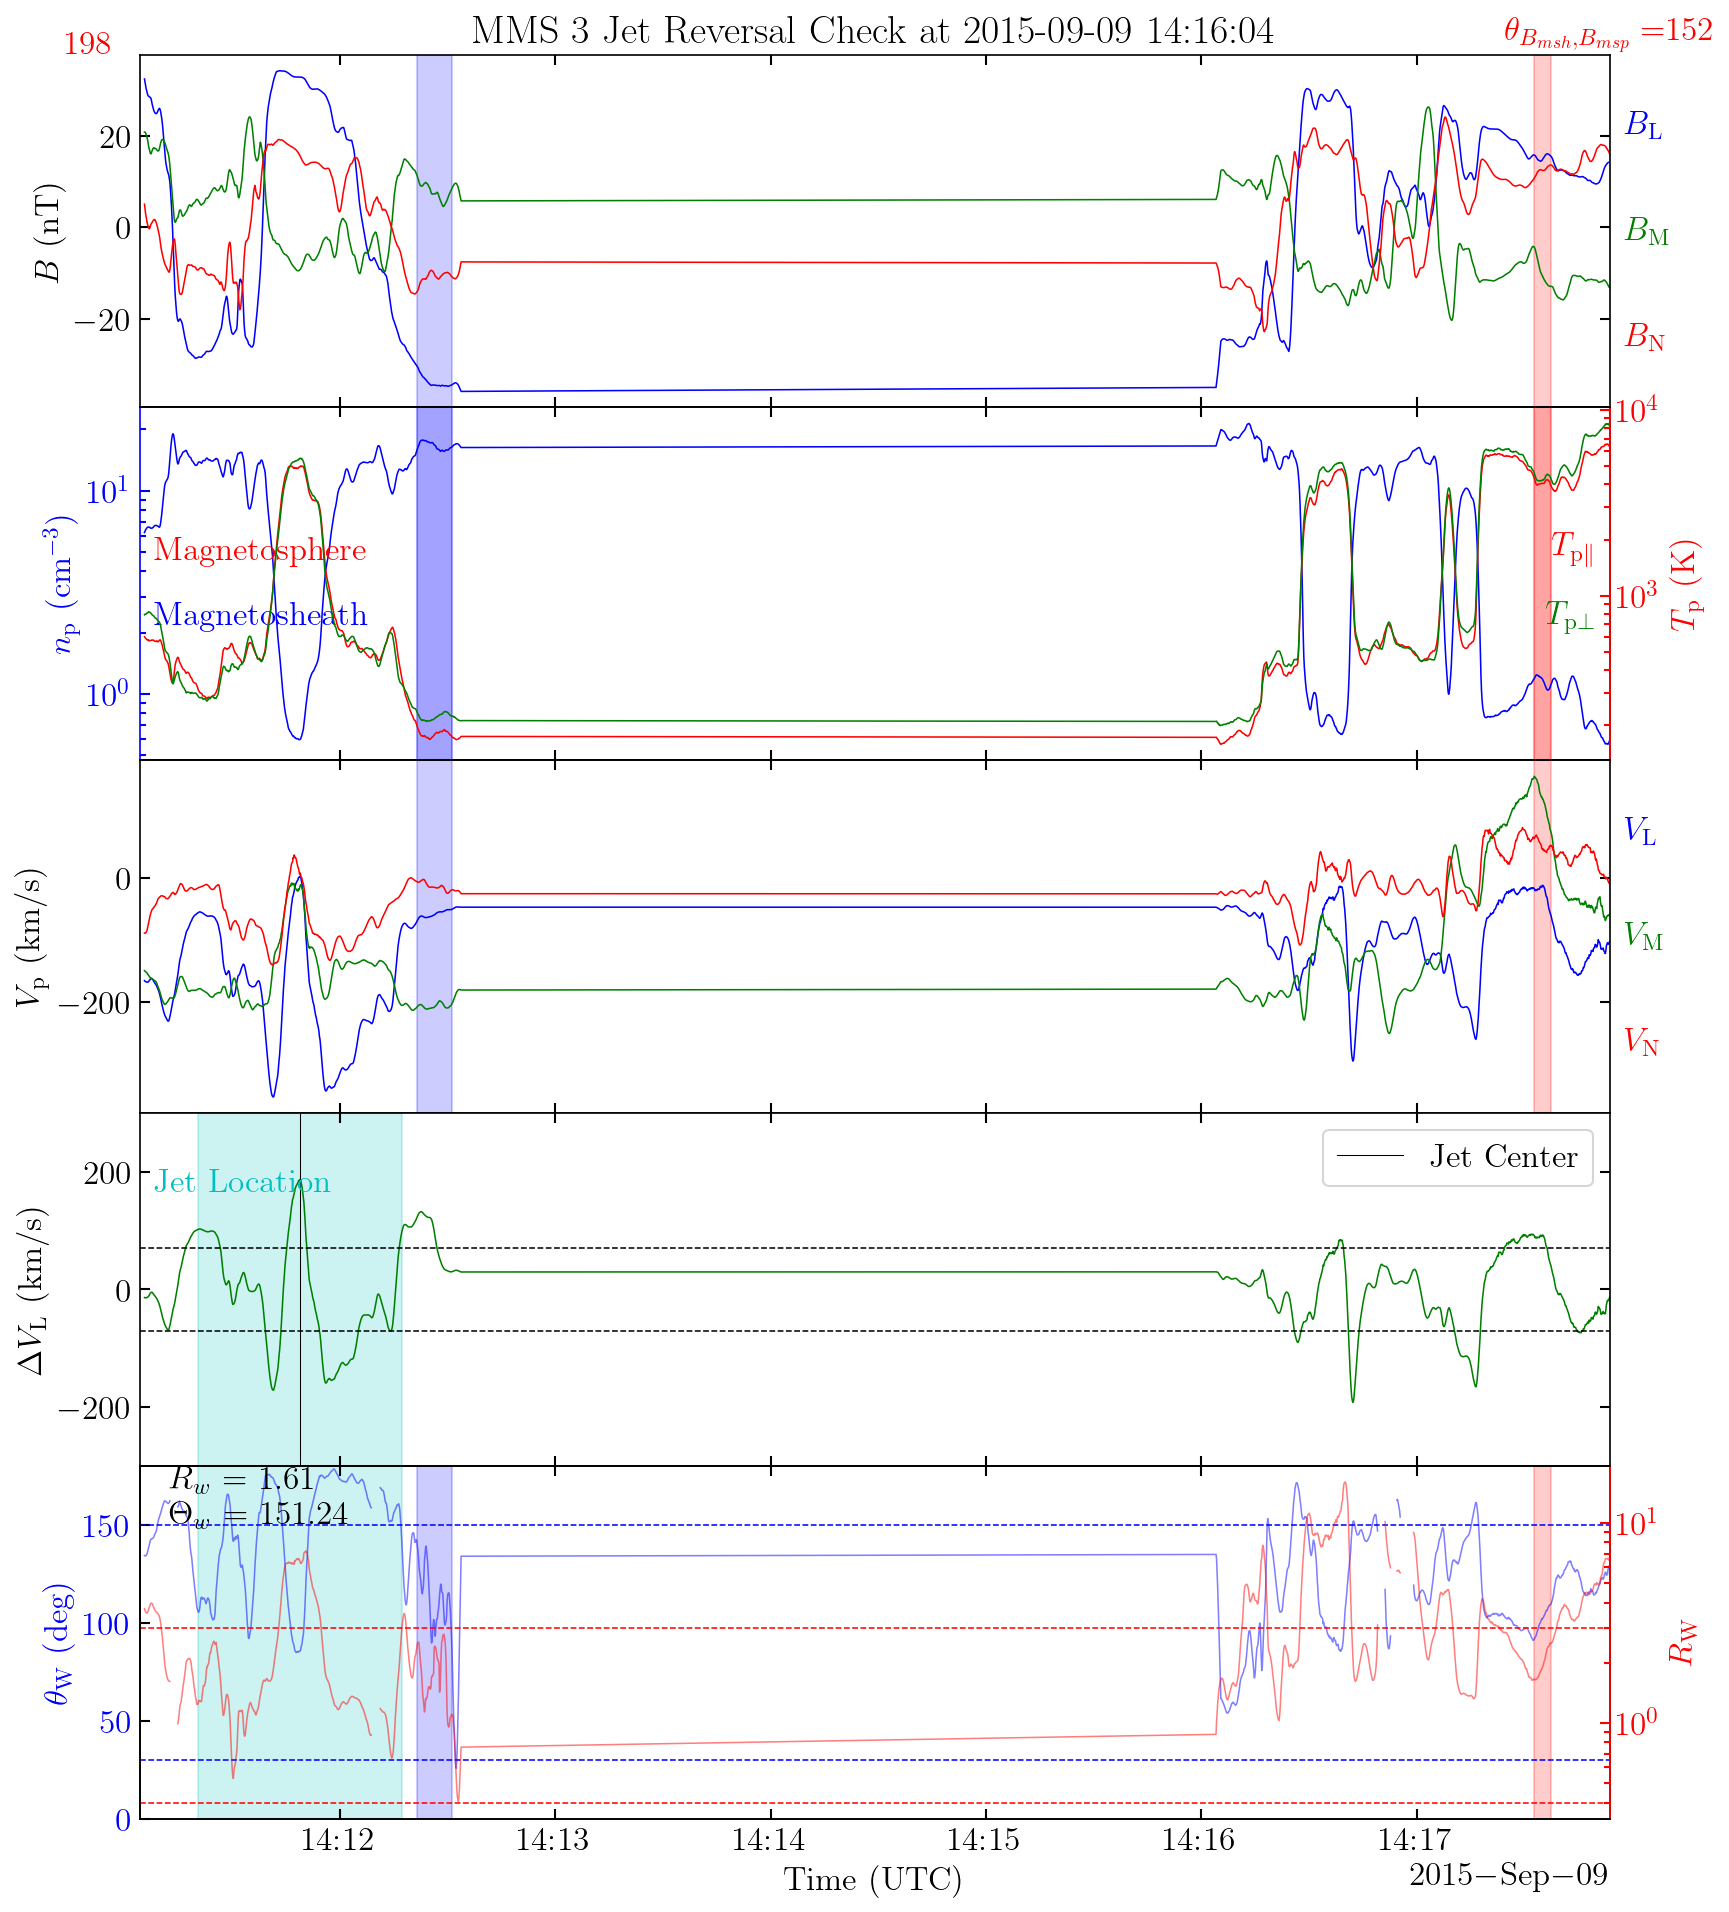 MMS 3 Jet Reversal Check at 2015-09-09 14:16:04
198
θ_{B_{msh},B_{msp}} =152
20
0
−20
B (nT)
B_L
B_M
B_N
10^1
10^0
n_p (cm^{−3})
Magnetosphere
Magnetosheath
T_{p∥}
T_{p⊥}
10^4
10^3
T_p (K)
0
−200
V_p (km/s)
V_L
V_M
V_N
200
0
−200
ΔV_L (km/s)
Jet Location
Jet Center
R_w = 1.61
Θ_w = 151.24
150
100
50
0
θ_W (deg)
10^1
10^0
R_W
14:12
14:13
14:14
14:15
14:16
14:17
Time (UTC)
2015−Sep−09